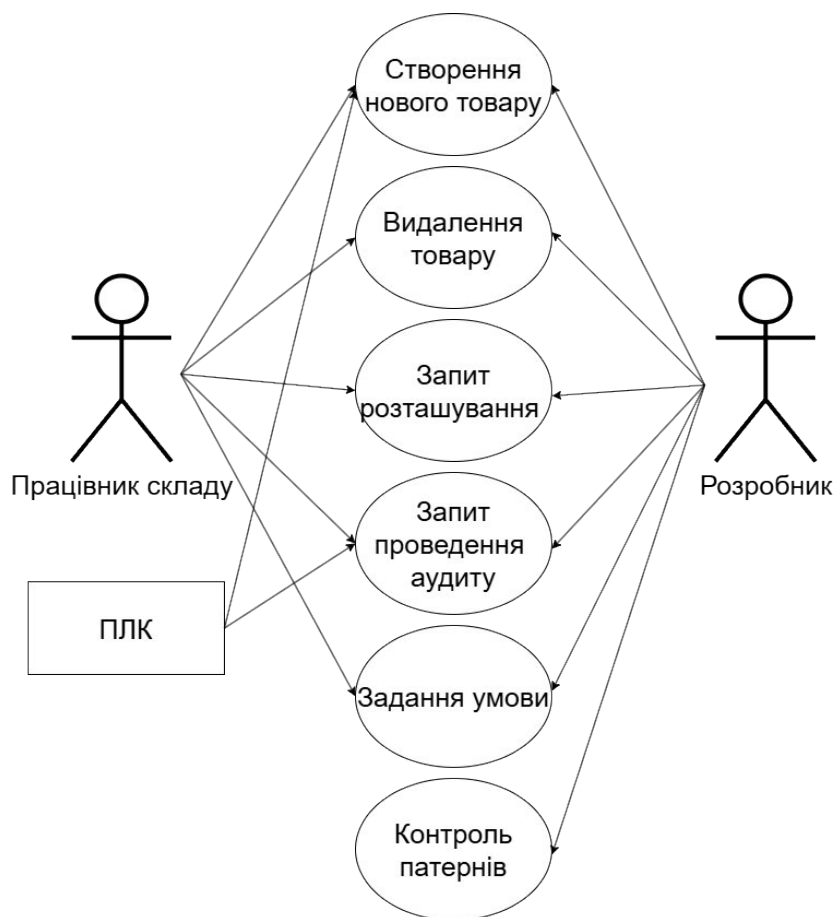 Створення
нового товару
Видалення
товару
Запит
розташування
Працівник складу
Розробник
Запит
проведення
аудиту
ПЛК
Задання умови
Контроль
патернів